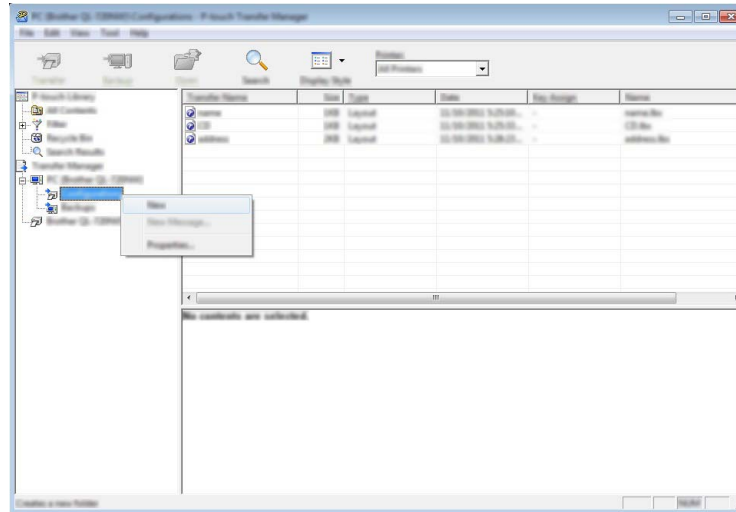 PC (Brother QL-720NW) Configurations - P-touch Transfer Manager
File Edit View Tool Help
Transfer Backup Open Search Display Style
Printer:
All Printers
P-touch Library
All Contents
Filter
Recycle Bin
Search Results
Transfer Manager
PC (Brother QL-720NW)
Configurations
Backups
Brother QL-720NW
Transfer Name Size Type Date Key Assign Name
name 1KB Layout - name.lbx
CD 1KB Layout - CD.lbx
address 2KB Layout - address.lbx
New
New Message...
Properties...
No contents are selected.
Creates a new folder
NUM